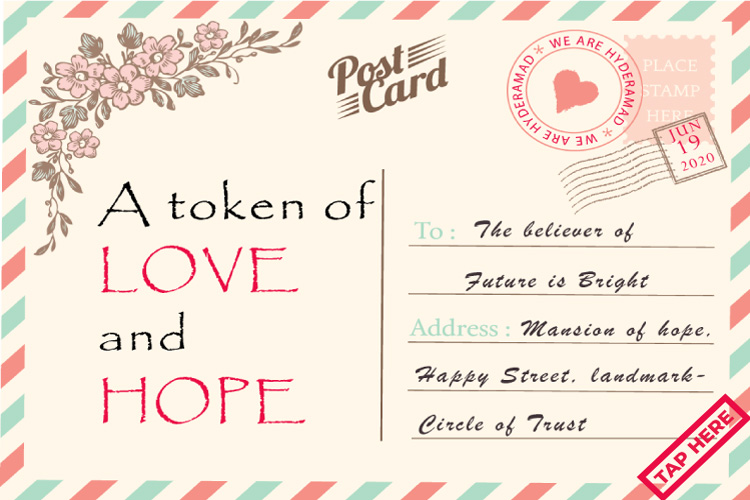 Post
Card
WE ARE HYDERAMAD * WE ARE HYDERAMAD *
PLACE
STAMP
HERE
JUN
19
2020
A token of
LOVE
and
HOPE
To : The believer of
Future is Bright
Address : Mansion of hope,
Happy Street, landmark-
Circle of Trust
TAP HERE